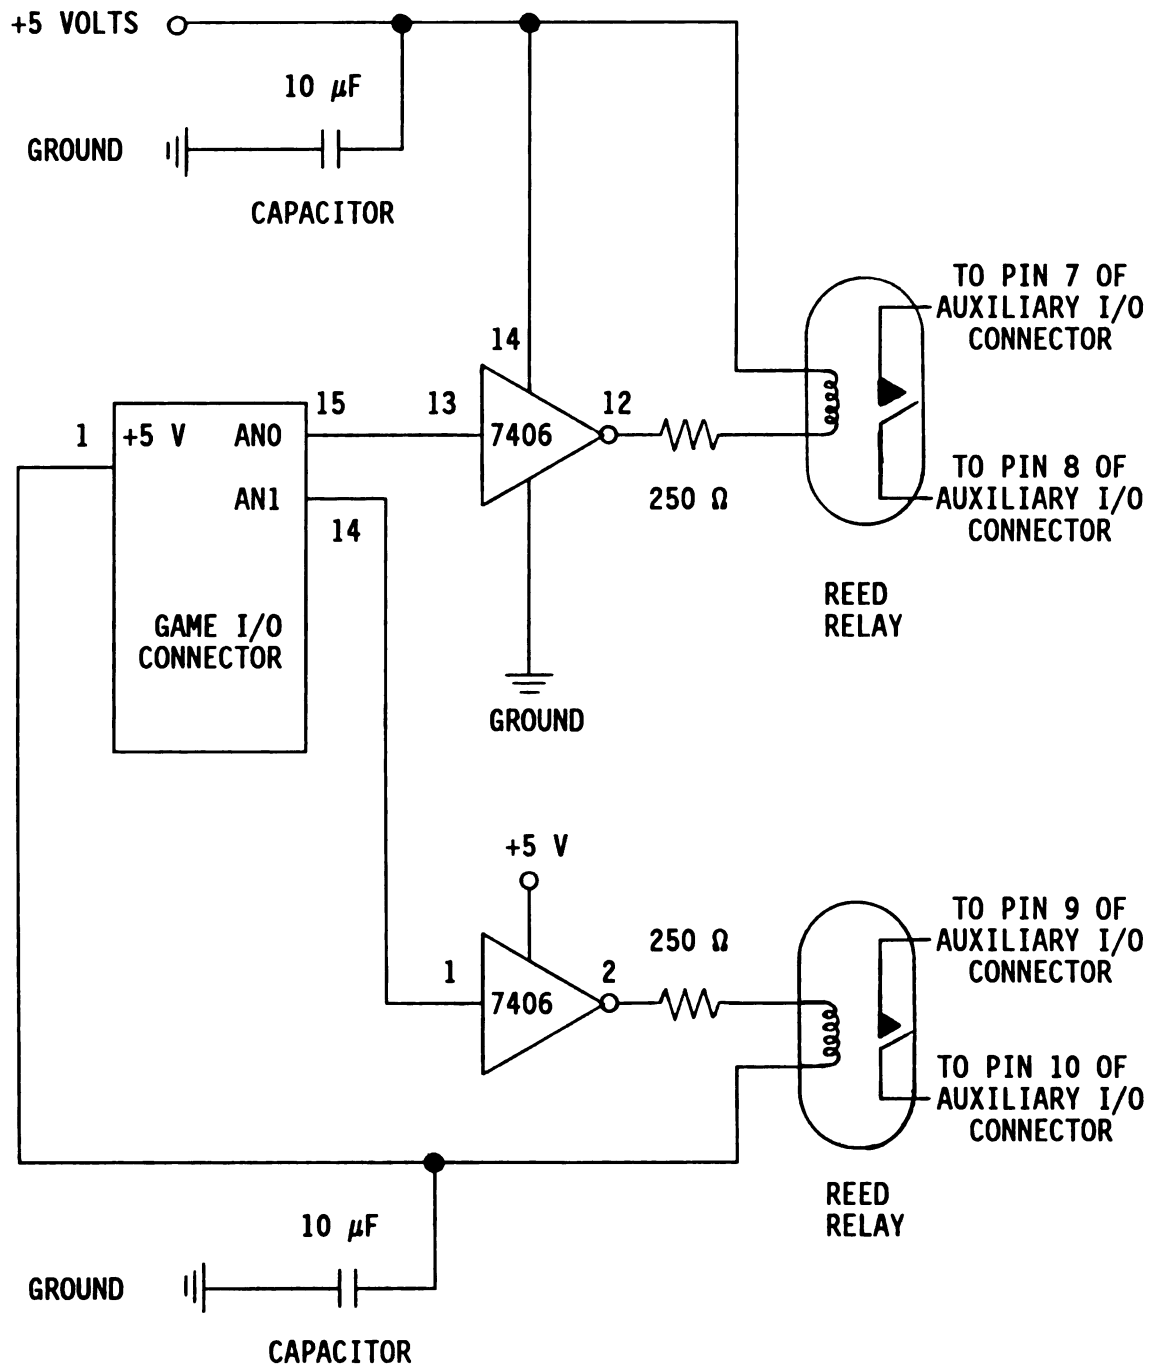 +5 VOLTS
10 µF
GROUND
CAPACITOR
TO PIN 7 OF
AUXILIARY I/O
CONNECTOR
14
15
13
12
1
+5 V
AN0
7406
250 Ω
AN1
14
TO PIN 8 OF
AUXILIARY I/O
CONNECTOR
REED
RELAY
GAME I/O
CONNECTOR
GROUND
+5 V
TO PIN 9 OF
AUXILIARY I/O
CONNECTOR
250 Ω
1
2
7406
TO PIN 10 OF
AUXILIARY I/O
CONNECTOR
REED
RELAY
10 µF
GROUND
CAPACITOR